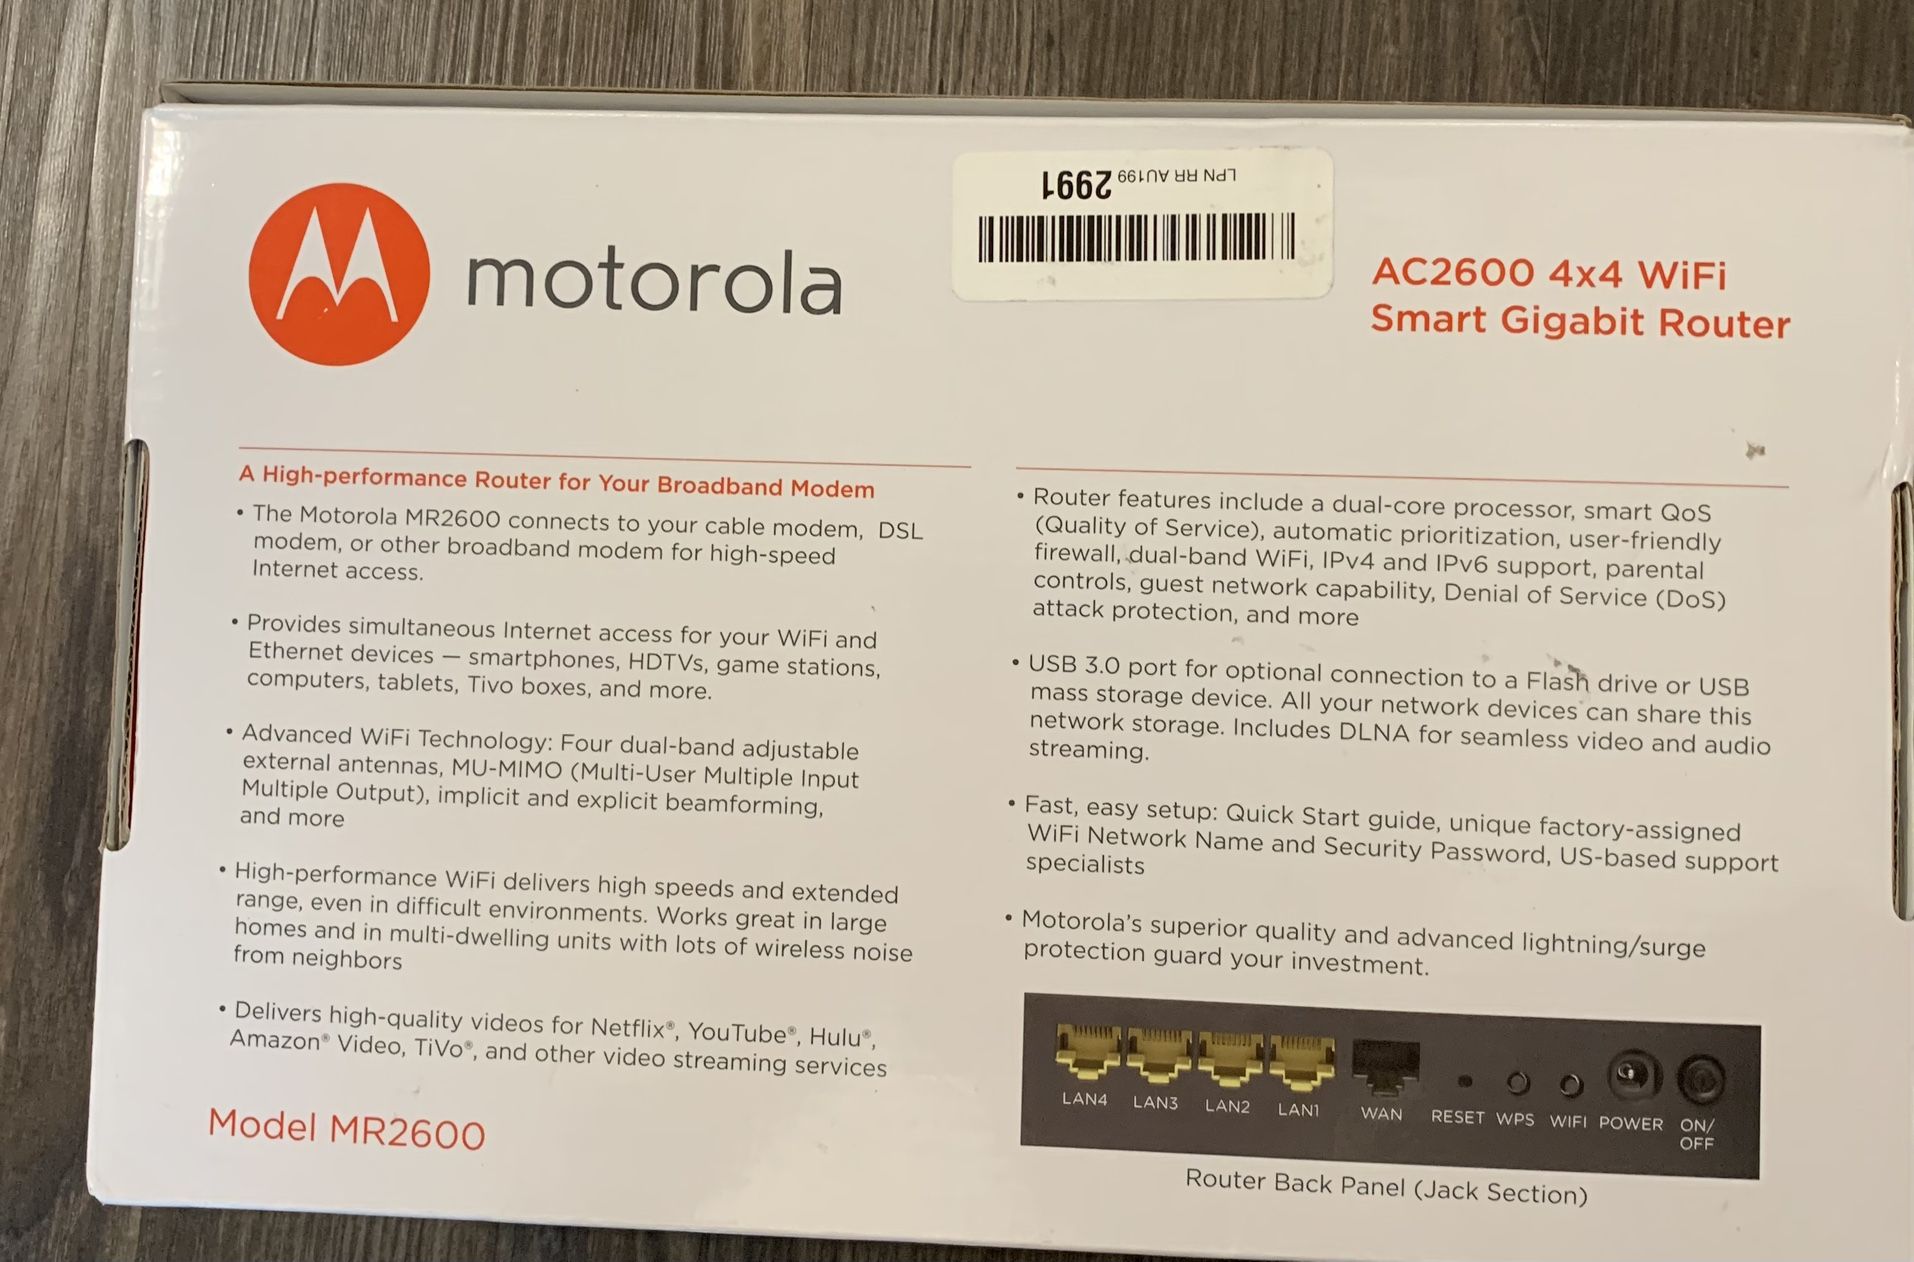 motorola
LPN RR AU199 2991
AC2600 4x4 WiFi
Smart Gigabit Router
A High-performance Router for Your Broadband Modem
• The Motorola MR2600 connects to your cable modem, DSL
modem, or other broadband modem for high-speed
Internet access.
• Provides simultaneous Internet access for your WiFi and
Ethernet devices — smartphones, HDTVs, game stations,
computers, tablets, Tivo boxes, and more.
• Advanced WiFi Technology: Four dual-band adjustable
external antennas, MU-MIMO (Multi-User Multiple Input
Multiple Output), implicit and explicit beamforming,
and more
• High-performance WiFi delivers high speeds and extended
range, even in difficult environments. Works great in large
homes and in multi-dwelling units with lots of wireless noise
from neighbors
• Delivers high-quality videos for Netflix®, YouTube®, Hulu®,
Amazon® Video, TiVo®, and other video streaming services
Model MR2600
• Router features include a dual-core processor, smart QoS
(Quality of Service), automatic prioritization, user-friendly
firewall, dual-band WiFi, IPv4 and IPv6 support, parental
controls, guest network capability, Denial of Service (DoS)
attack protection, and more
• USB 3.0 port for optional connection to a Flash drive or USB
mass storage device. All your network devices can share this
network storage. Includes DLNA for seamless video and audio
streaming.
• Fast, easy setup: Quick Start guide, unique factory-assigned
WiFi Network Name and Security Password, US-based support
specialists
• Motorola's superior quality and advanced lightning/surge
protection guard your investment.
LAN4 LAN3 LAN2 LAN1 WAN RESET WPS WIFI POWER ON/
OFF
Router Back Panel (Jack Section)